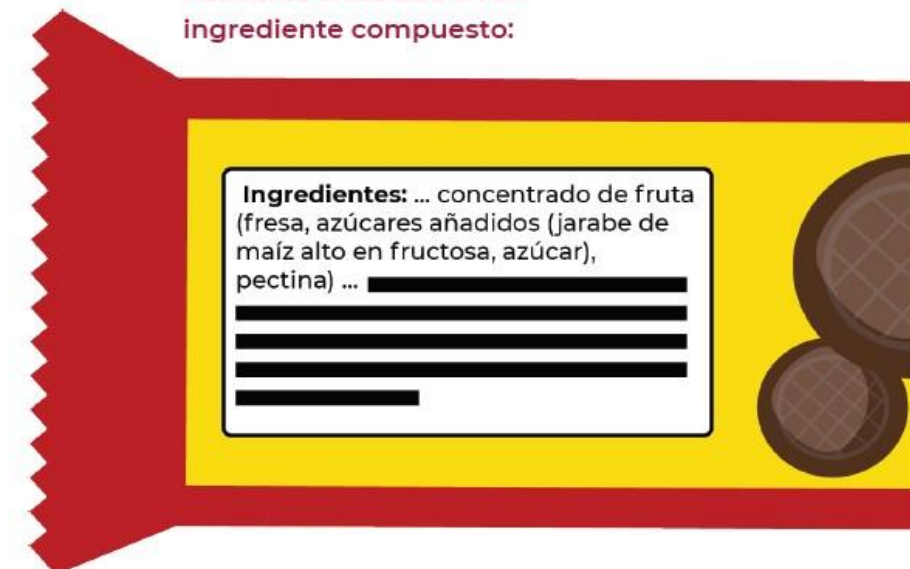 ingrediente compuesto:
Ingredientes: ... concentrado de fruta
(fresa, azúcares añadidos (jarabe de
maíz alto en fructosa, azúcar),
pectina) ...